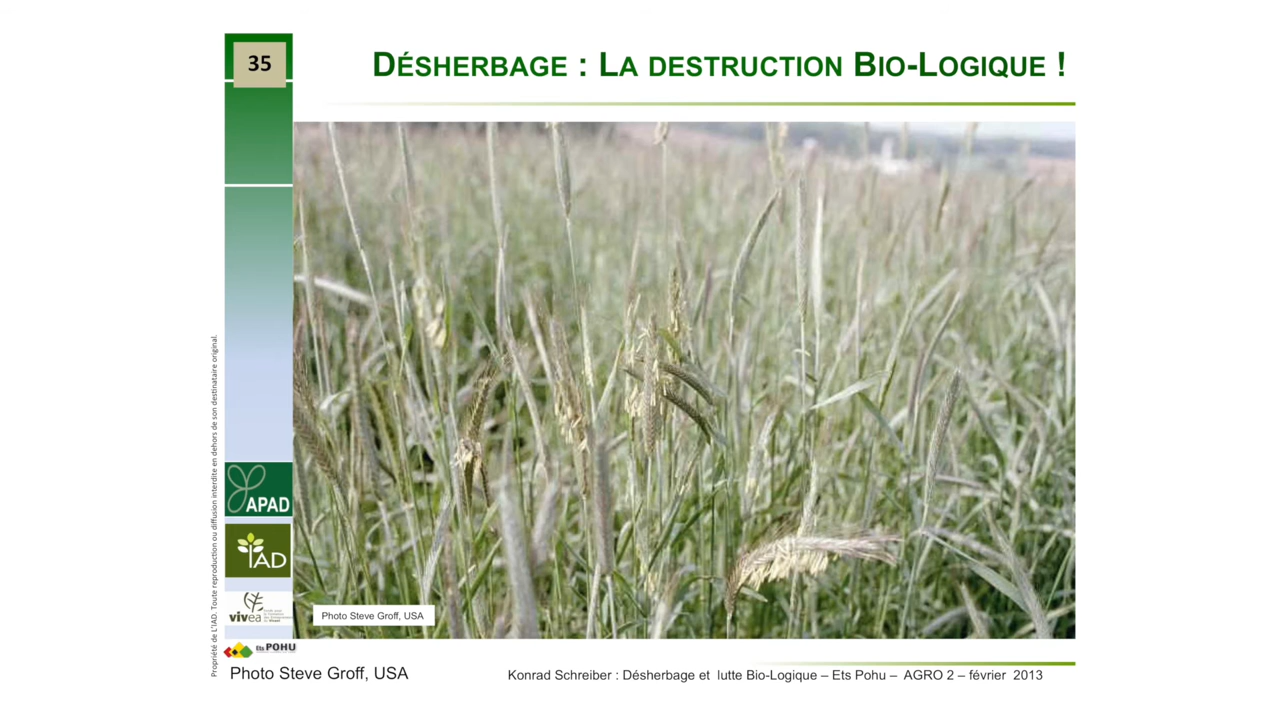 35
DÉSHERBAGE : LA DESTRUCTION BIO-LOGIQUE !
Propriété de L'IAD. Toute reproduction ou diffusion interdite en dehors de son destinataire original.
APAD
IAD
vivea
Ets POHU
Photo Steve Groff, USA
Photo Steve Groff, USA
Konrad Schreiber : Désherbage et lutte Bio-Logique – Ets Pohu – AGRO 2 – février 2013